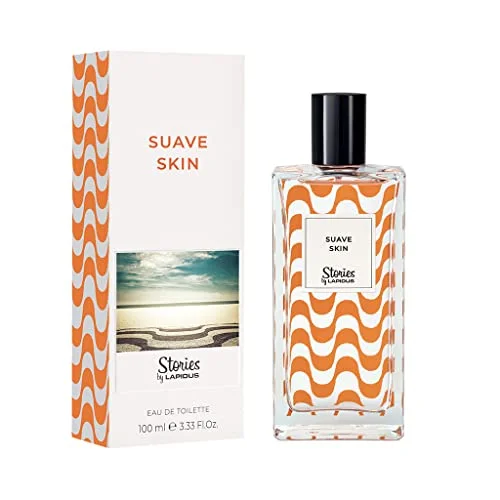 SUAVE
SKIN
Stories
by LAPIDUS
EAU DE TOILETTE
100 ml ℮ 3.33 Fl.Oz.
SUAVE
SKIN
Stories
by LAPIDUS